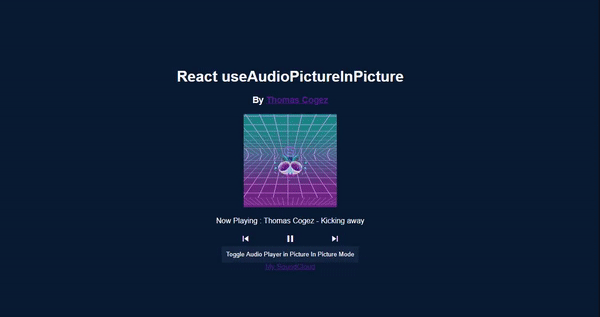 React useAudioPictureInPicture
By Thomas Cogez
Now Playing : Thomas Cogez - Kicking away
Toggle Audio Player in Picture In Picture Mode